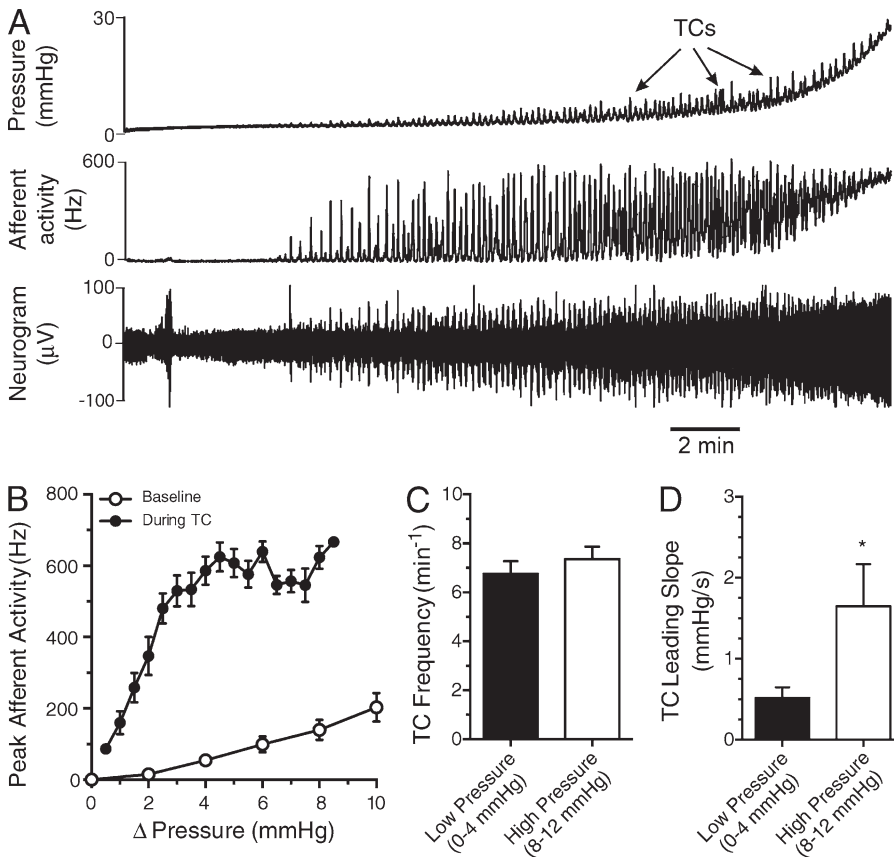 A
30
0
Pressure
(mmHg)
TCs
600
0
Afferent
activity
(Hz)
100
0
-100
Neurogram
(μV)
2 min
B
800
600
400
200
0
Peak Afferent Activity (Hz)
Baseline
During TC
0
2
4
6
8
10
Δ Pressure (mmHg)
C
10
8
6
4
2
0
TC Frequency (min-1)
Low Pressure
(0-4 mmHg)
High Pressure
(8-12 mmHg)
D
3
2
1
0
TC Leading Slope
(mmHg/s)
*
Low Pressure
(0-4 mmHg)
High Pressure
(8-12 mmHg)